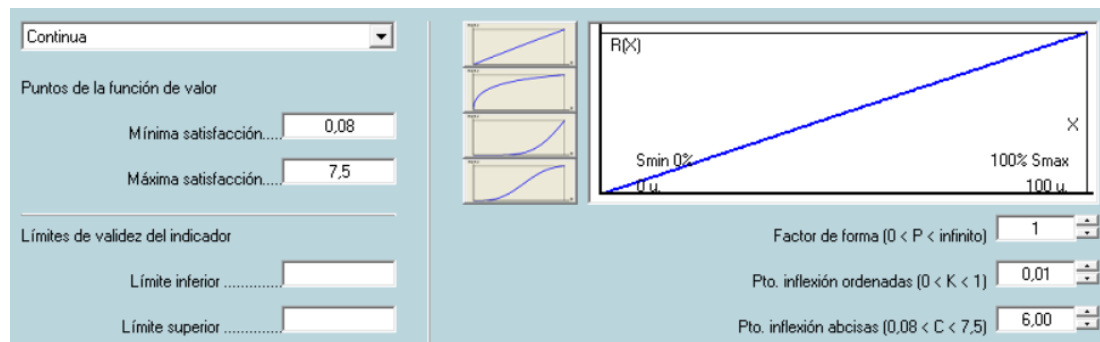 Continua
Puntos de la función de valor
Mínima satisfacción..... 0,08
Máxima satisfacción..... 7,5
Límites de validez del indicador
Límite inferior .............
Límite superior .............
R(X)
X
Smin 0%
100% Smax
0 u.
100 u.
Factor de forma (0 < P < infinito) 1
Pto. inflexión ordenadas (0 < K < 1) 0,01
Pto. inflexión abcisas (0,08 < C < 7,5) 6,00